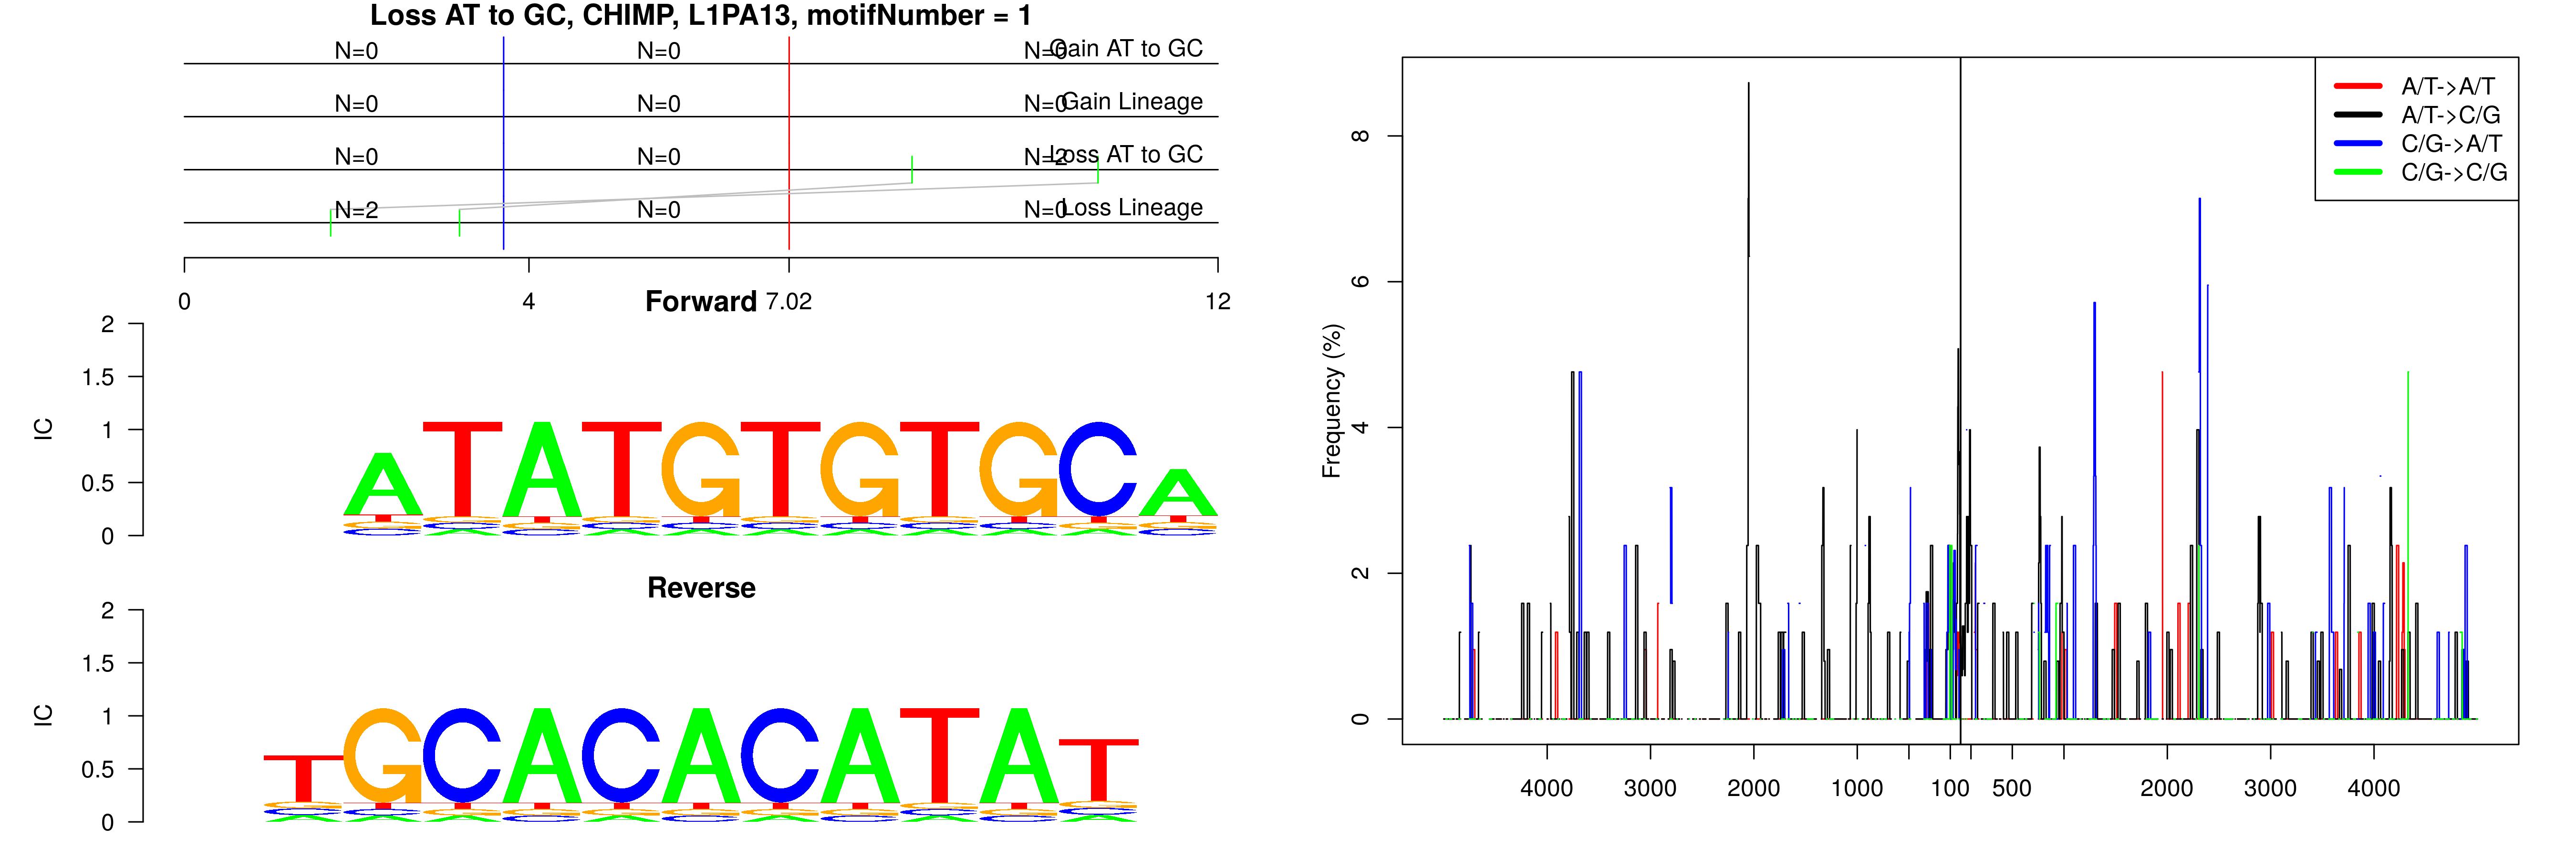 Loss AT to GC, CHIMP, L1PA13, motifNumber = 1
N=0 N=0 N=0 Gain AT to GC
N=0 N=0 N=0 Gain Lineage
N=0 N=0 N=2 Loss AT to GC
N=2 N=0 N=0 Loss Lineage
0 4 7.02 12
Forward
IC
2
1.5
1
0.5
0
ATATGTGTGCA
Reverse
IC
2
1.5
1
0.5
0
TGCACACATAT
Frequency (%)
8
6
4
2
0
4000 3000 2000 1000 100 500 2000 3000 4000
A/T->A/T
A/T->C/G
C/G->A/T
C/G->C/G